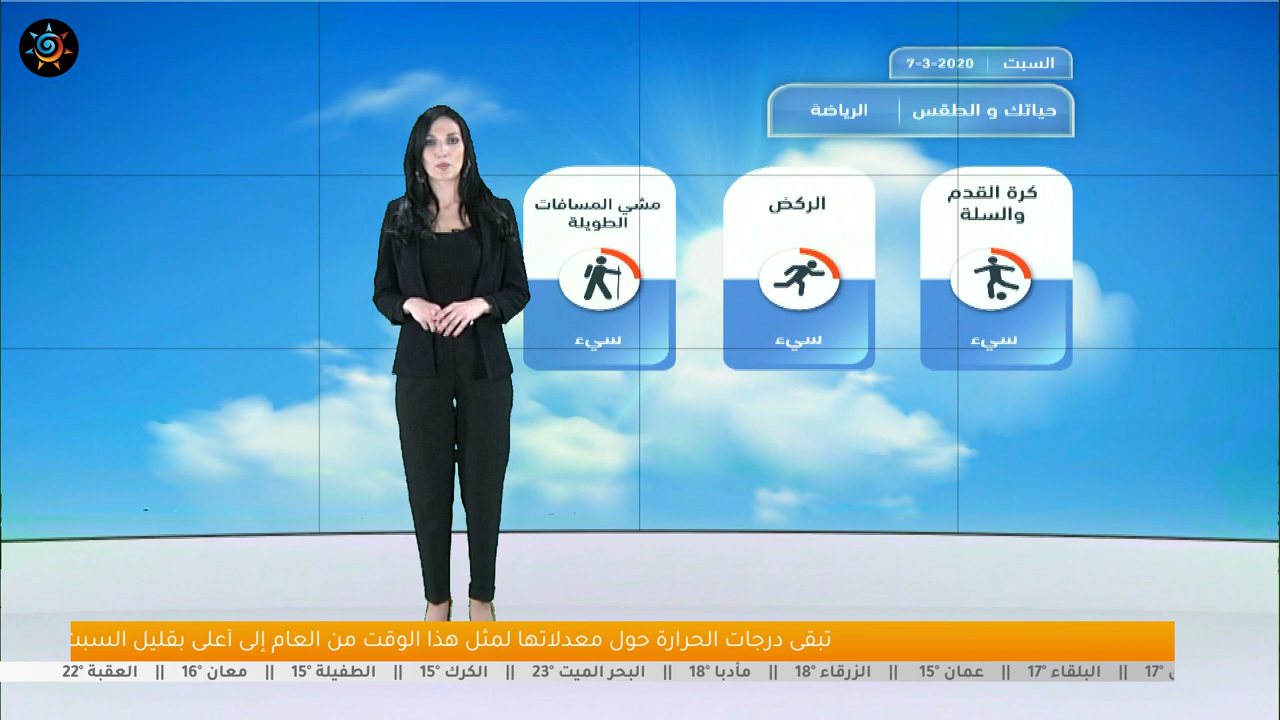 السبت | 7-3-2020
حياتك و الطقس | الرياضة
كرة القدم
والسلة
سيء
الركض
سيء
مشي المسافات
الطويلة
سيء
تبقى درجات الحرارة حول معدلاتها لمثل هذا الوقت من العام إلى أعلى بقليل السبت
17° || البلقاء 17° || عمان 15° || الزرقاء 18° || مأدبا 18° || البحر الميت 23° || الكرك 15° || الطفيلة 15° || معان 16° || العقبة 22°